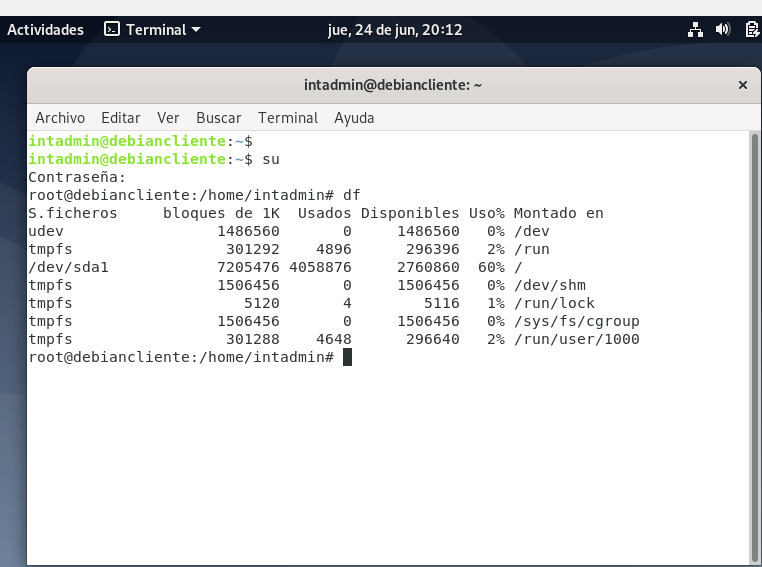 Actividades Terminal jue, 24 de jun, 20:12
intadmin@debiancliente: ~ ×
Archivo Editar Ver Buscar Terminal Ayuda
intadmin@debiancliente:~$
intadmin@debiancliente:~$ su
Contraseña:
root@debiancliente:/home/intadmin# df
S.ficheros     bloques de 1K  Usados Disponibles Uso% Montado en
udev                 1486560       0     1486560   0% /dev
tmpfs                 301292    4896      296396   2% /run
/dev/sda1            7205476 4058876     2760860  60% /
tmpfs                1506456       0     1506456   0% /dev/shm
tmpfs                   5120       4        5116   1% /run/lock
tmpfs                1506456       0     1506456   0% /sys/fs/cgroup
tmpfs                 301288    4648      296640   2% /run/user/1000
root@debiancliente:/home/intadmin#